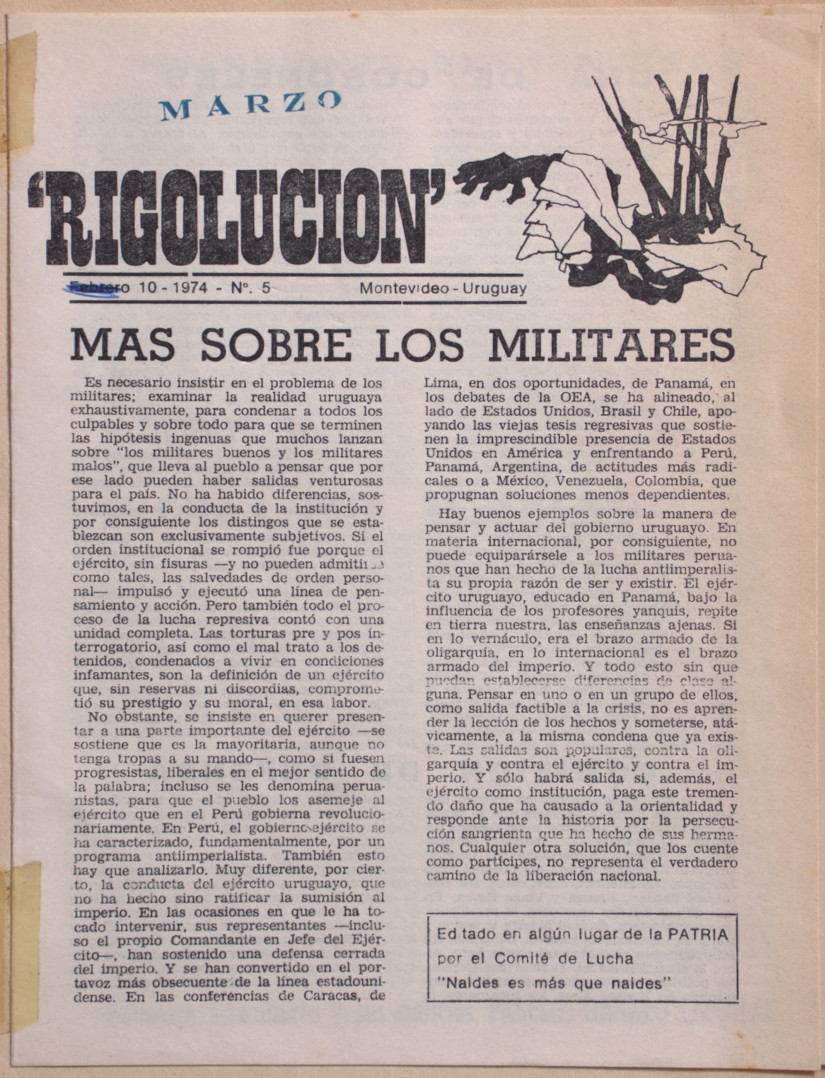 MARZO
'RIGOLUCION'
Febrero 10 - 1974 - Nº. 5 Montevideo - Uruguay
MAS SOBRE LOS MILITARES
Es necesario insistir en el problema de los
militares; examinar la realidad uruguaya
exhaustivamente, para condenar a todos los
culpables y sobre todo para que se terminen
las hipótesis ingenuas que muchos lanzan
sobre "los militares buenos y los militares
malos", que lleva al pueblo a pensar que por
ese lado pueden haber salidas venturosas
para el país. No ha habido diferencias, sos-
tuvimos, en la conducta de la institución y
por consiguiente los distingos que se esta-
blezcan son exclusivamente subjetivos. Si el
orden institucional se rompió fue porque el
ejército, sin fisuras —y no pueden admitir
como tales, las salvedades de orden perso-
nal— impulsó y ejecutó una línea de pen-
samiento y acción. Pero también todo el pro-
ceso de la lucha represiva contó con una
unidad completa. Las torturas pre y pos in-
terrogatorio, así como el mal trato a los de-
tenidos, condenados a vivir en condiciones
infamantes, son la definición de un ejército
que, sin reservas ni discordias, comprome-
tió su prestigio y su moral, en esa labor.
No obstante, se insiste en querer presen-
tar a una parte importante del ejército —se
sostiene que es la mayoritaria, aunque no
tenga tropas a su mando—, como si fuesen
progresistas, liberales en el mejor sentido de
la palabra; incluso se les denomina perua-
nistas, para que el pueblo los asemeje al
ejército que en el Perú gobierna revolucio-
nariamente. En Perú, el gobierno-ejército se
ha caracterizado, fundamentalmente, por un
programa antiimperialista. También esto
hay que analizarlo. Muy diferente, por cier-
to, la conducta del ejército uruguayo, que
no ha hecho sino ratificar la sumisión al
imperio. En las ocasiones en que le ha to-
cado intervenir, sus representantes —inclu-
so el propio Comandante en Jefe del Ejér-
cito—, han sostenido una defensa cerrada
del imperio. Y se han convertido en el por-
tavoz más obsecuente de la línea estadouni-
dense. En las conferencias de Caracas, de
Lima, en dos oportunidades, de Panamá, en
los debates de la OEA, se ha alineado, al
lado de Estados Unidos, Brasil y Chile, apo-
yando las viejas tesis regresivas que sostie-
nen la imprescindible presencia de Estados
Unidos en América y enfrentando a Perú,
Panamá, Argentina, de actitudes más radi-
cales o a México, Venezuela, Colombia, que
propugnan soluciones menos dependientes.
Hay buenos ejemplos sobre la manera de
pensar y actuar del gobierno uruguayo. En
materia internacional, por consiguiente, no
puede equiparársele a los militares perua-
nos que han hecho de la lucha antiimperalis-
ta su propia razón de ser y existir. El ejér-
cito uruguayo, educado en Panamá, bajo la
influencia de los profesores yanquis, repite
en tierra nuestra, las enseñanzas ajenas. Si
en lo vernáculo, era el brazo armado de la
oligarquía, en lo internacional es el brazo
armado del imperio. Y todo esto sin que
puedan establecerse diferencias de clase al-
guna. Pensar en uno o en un grupo de ellos,
como salida factible a la crisis, no es apren-
der la lección de los hechos y someterse, atá-
vicamente, a la misma condena que ya exis-
te. Las salidas son populares, contra la oli-
garquía y contra el ejército y contra el im-
perio. Y sólo habrá salida si, además, el
ejército como institución, paga este tremen-
do daño que ha causado a la orientalidad y
responde ante la historia por la persecu-
ción sangrienta que ha hecho de sus herma-
nos. Cualquier otra solución, que los cuente
como partícipes, no representa el verdadero
camino de la liberación nacional.
Ed tado en algún lugar de la PATRIA
por el Comité de Lucha
"Naides es más que naides"